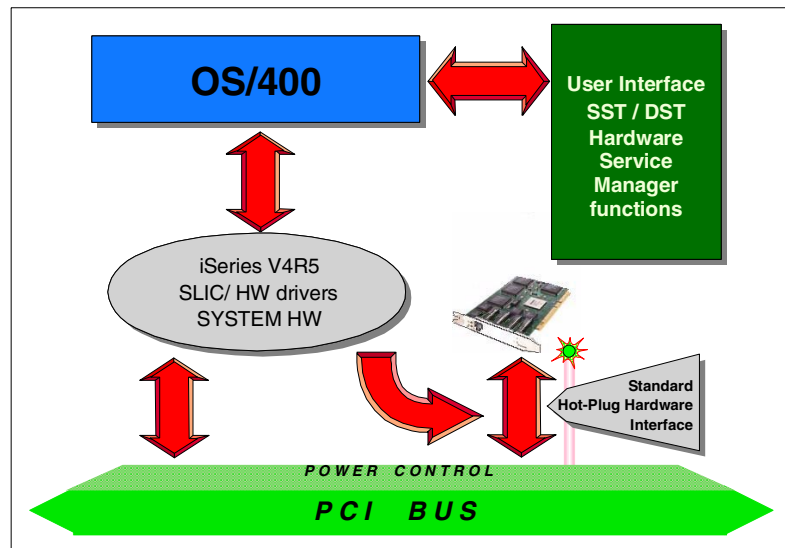 OS/400
User Interface
SST / DST
Hardware
Service
Manager
functions
iSeries V4R5
SLIC/ HW drivers
SYSTEM HW
Standard
Hot-Plug Hardware
Interface
POWER CONTROL
PCI BUS